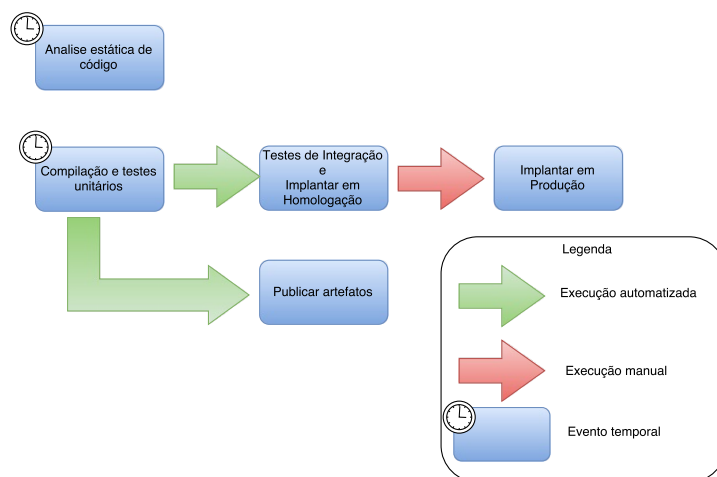 Analise estática de
código
Compilação e testes
unitários
Testes de Integração
e
Implantar em
Homologação
Implantar em
Produção
Publicar artefatos
Legenda
Execução automatizada
Execução manual
Evento temporal